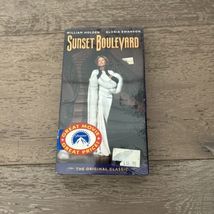 WILLIAM HOLDEN GLORIA SWANSON
SUNSET BOULEVARD
GREAT MOVIES
GREAT PRICES
THE ORIGINAL CLASSIC